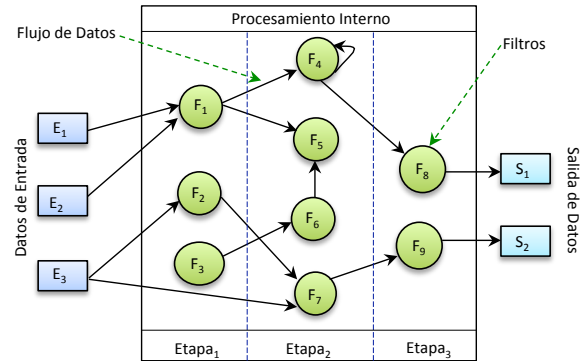 Procesamiento Interno
Flujo de Datos
Filtros
Datos de Entrada
Salida de Datos
E1
E2
E3
F1
F2
F3
F4
F5
F6
F7
F8
F9
S1
S2
Etapa1
Etapa2
Etapa3